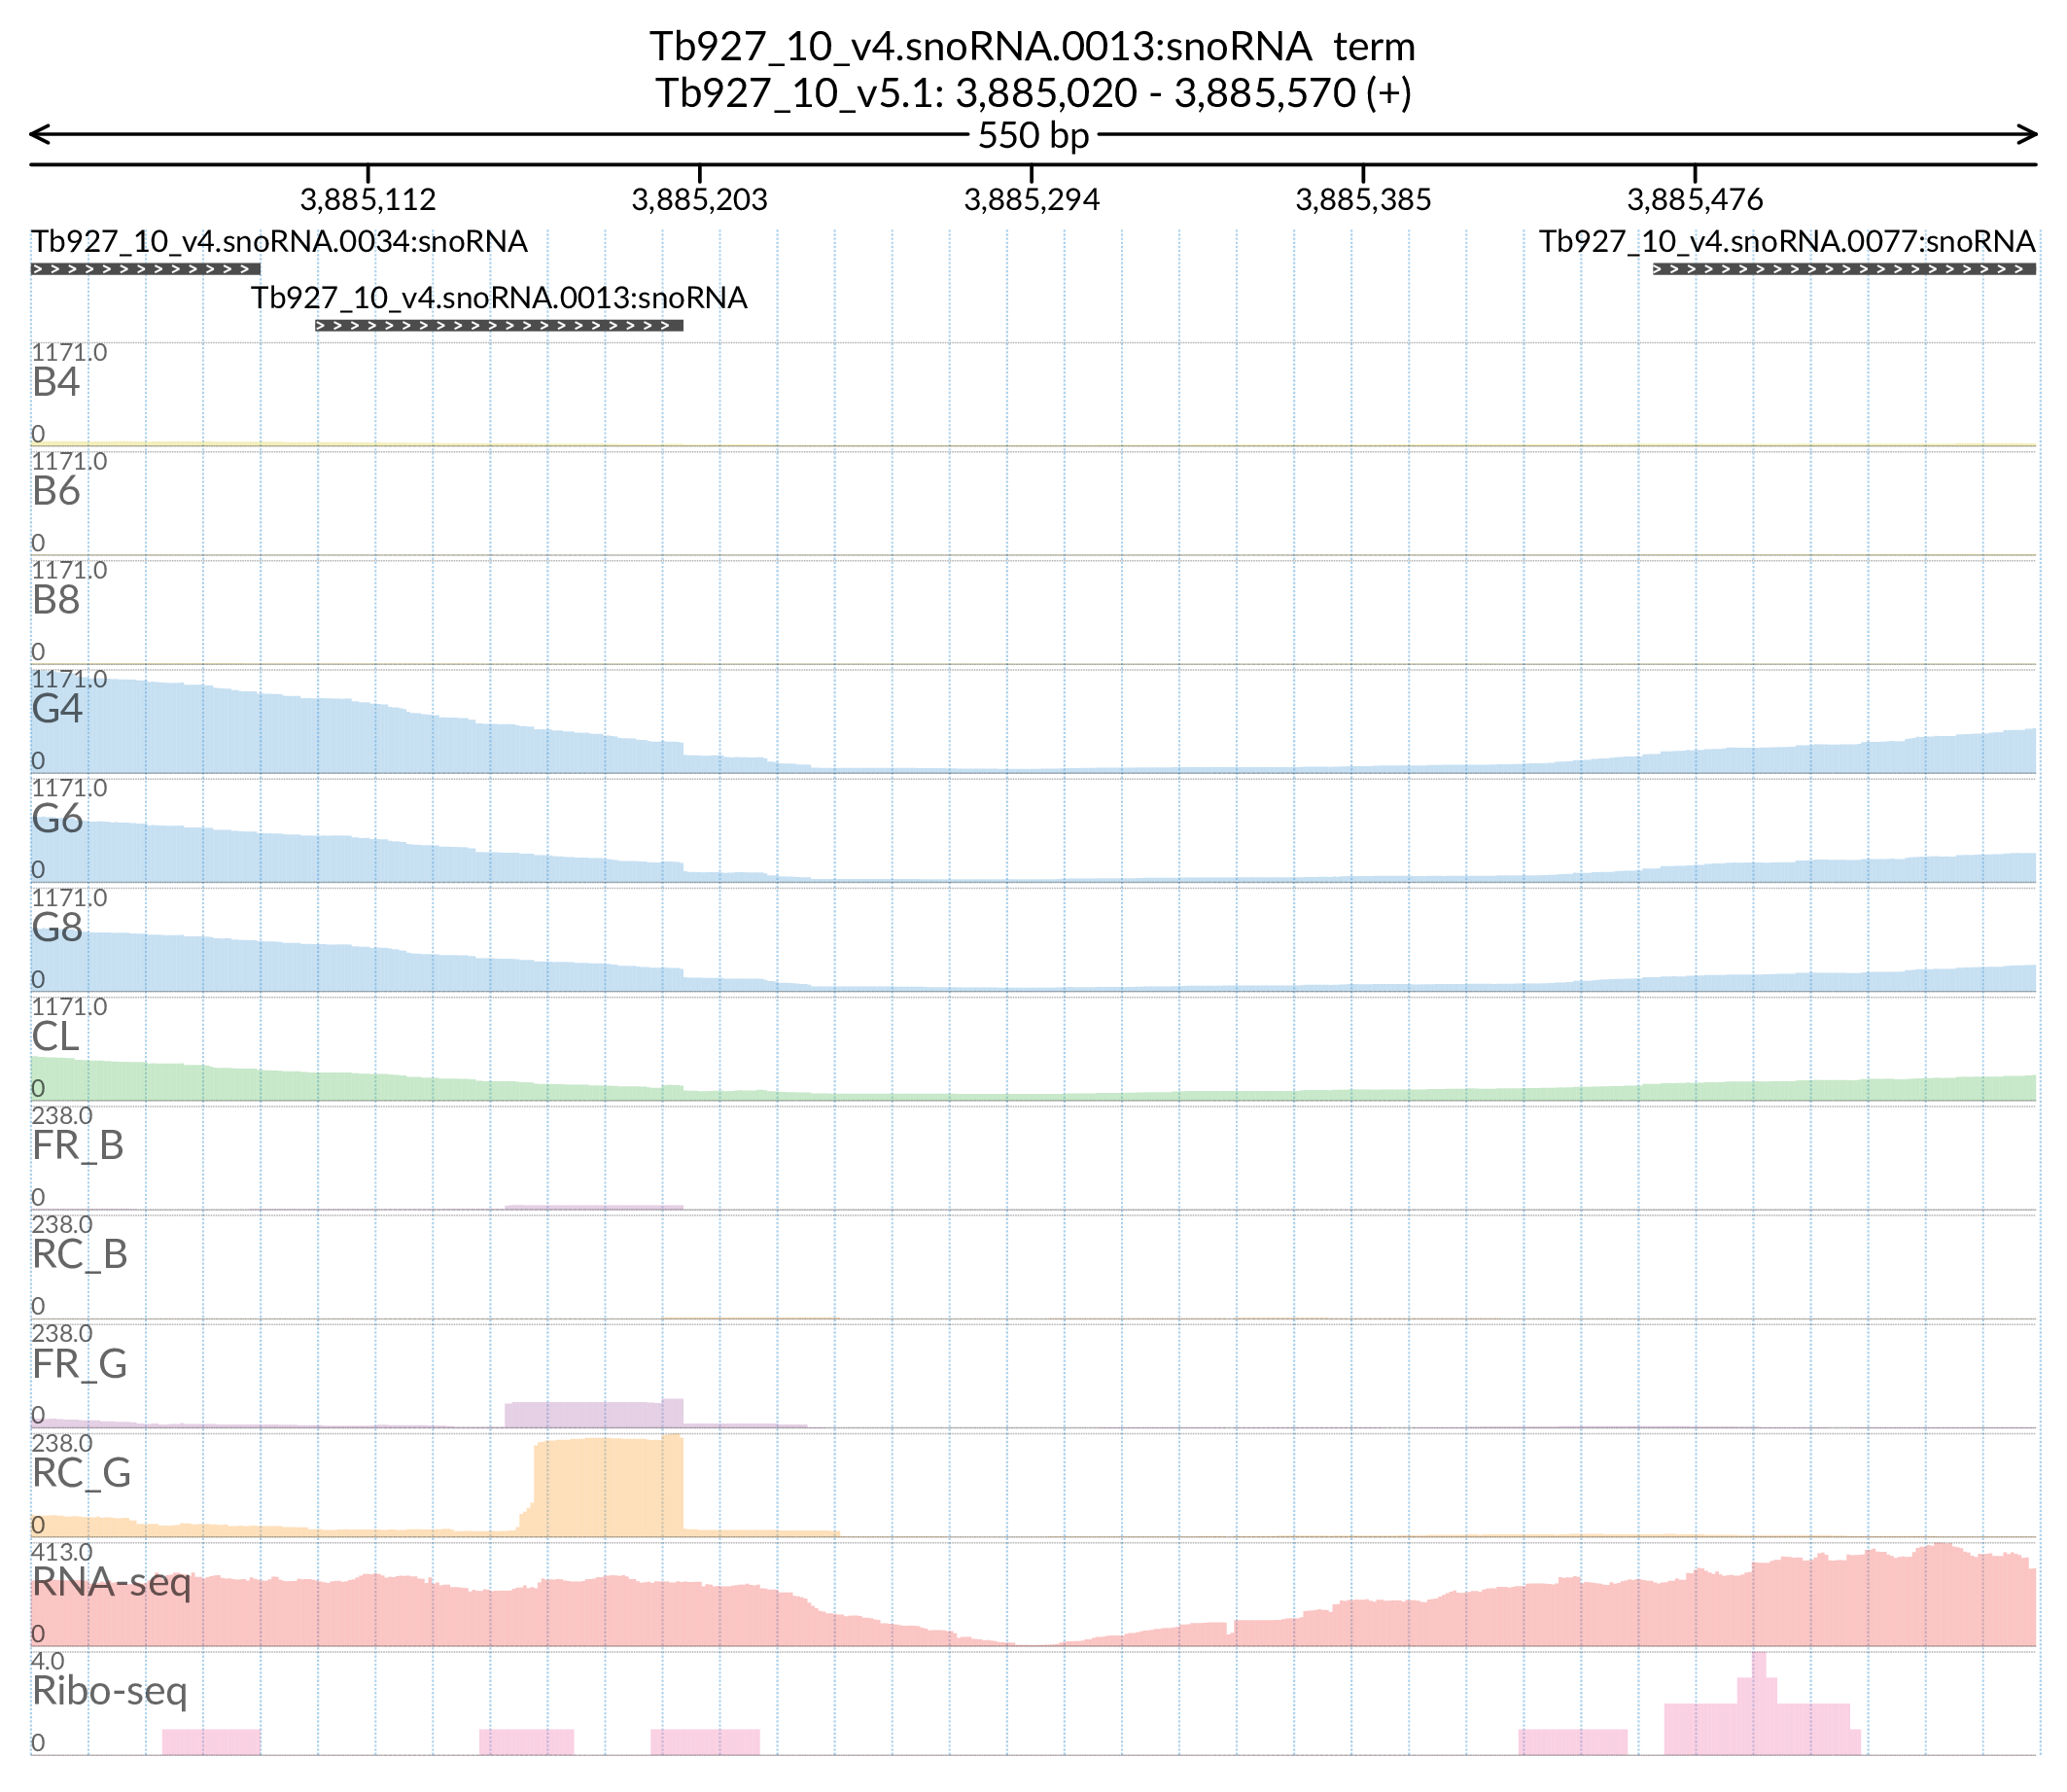 Tb927_10_v4.snoRNA.0013:snoRNA term
Tb927_10_v5.1: 3,885,020 - 3,885,570 (+)
550 bp
3,885,112 3,885,203 3,885,294 3,885,385 3,885,476
Tb927_10_v4.snoRNA.0034:snoRNA Tb927_10_v4.snoRNA.0077:snoRNA
Tb927_10_v4.snoRNA.0013:snoRNA
1171.0
B4
0
1171.0
B6
0
1171.0
B8
0
1171.0
G4
0
1171.0
G6
0
1171.0
G8
0
1171.0
CL
0
238.0
FR_B
0
238.0
RC_B
0
238.0
FR_G
0
238.0
RC_G
0
413.0
RNA-seq
0
4.0
Ribo-seq
0